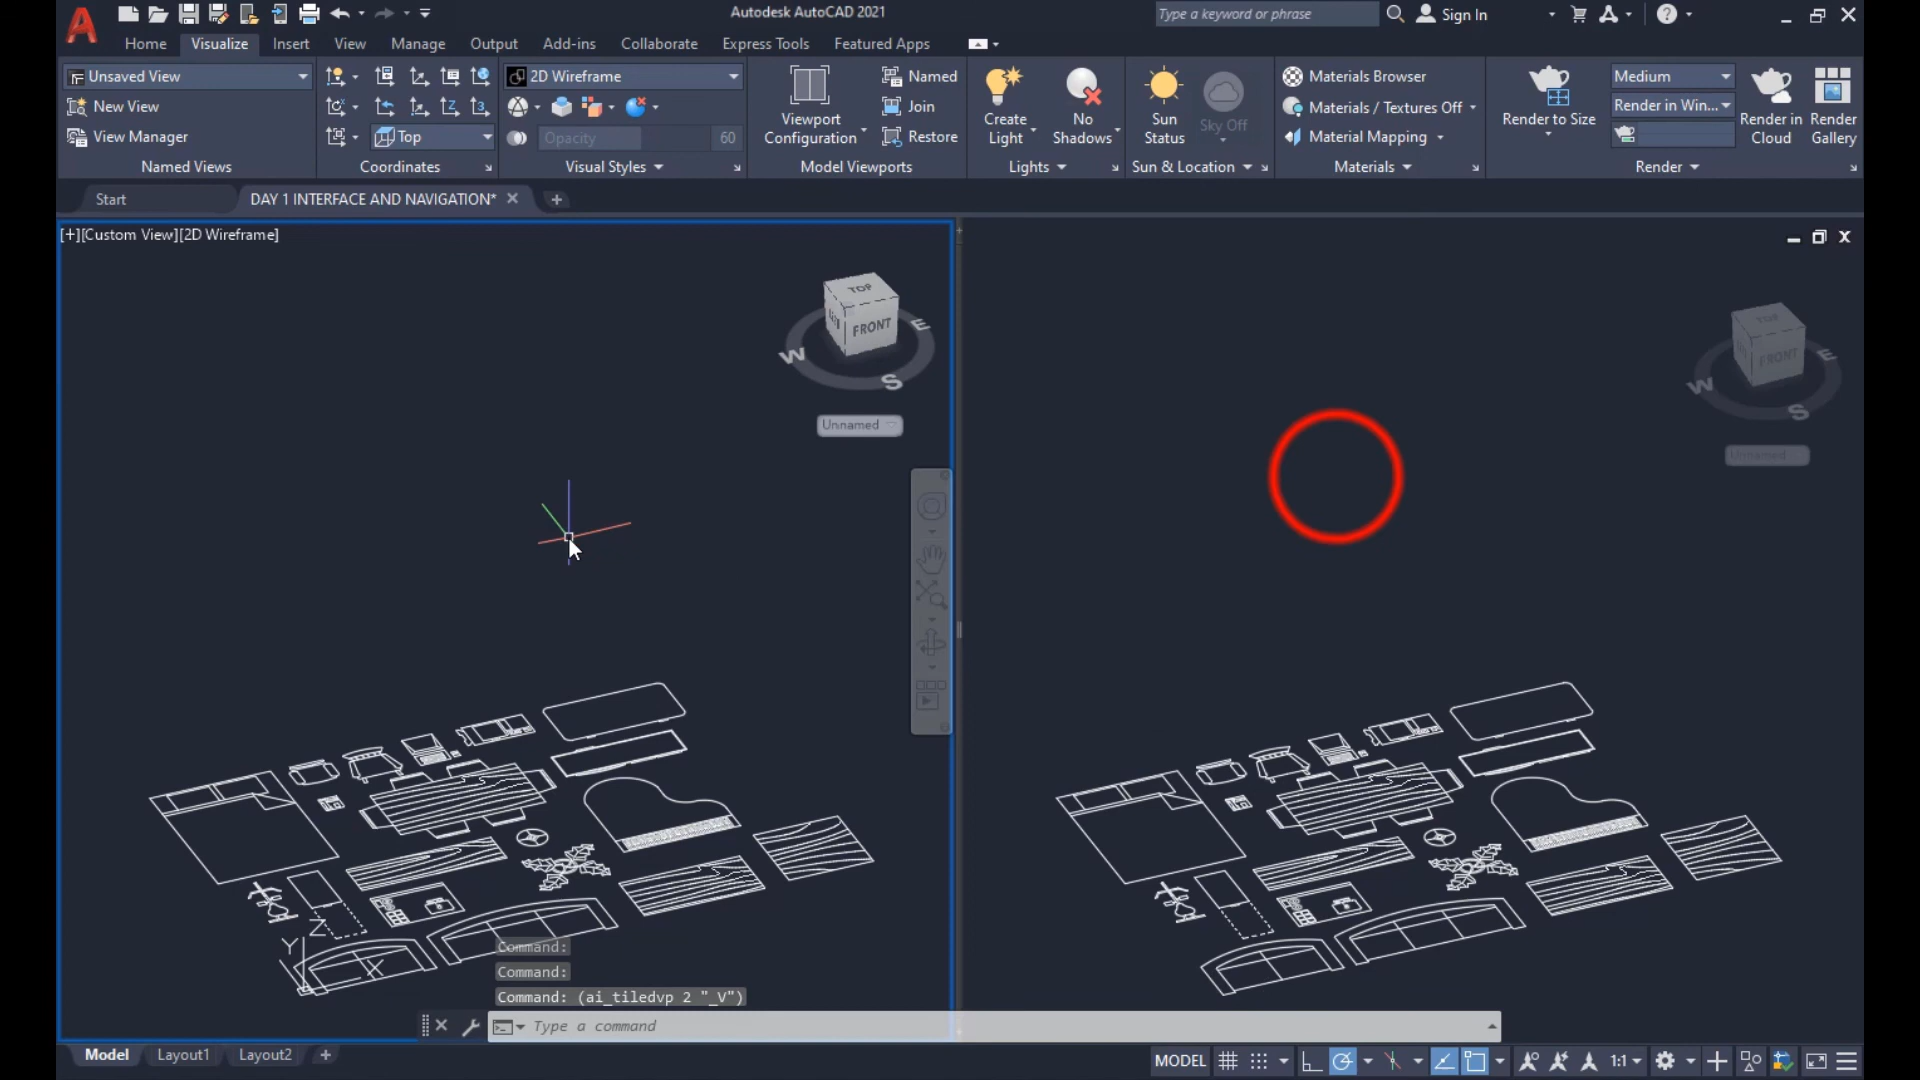 Autodesk AutoCAD 2021
Type a keyword or phrase
Sign In
Home Visualize Insert View Manage Output Add-ins Collaborate Express Tools Featured Apps
Unsaved View
New View
View Manager
Named Views
Top
Coordinates
2D Wireframe
Opacity 60
Visual Styles
Viewport
Configuration
Named
Join
Restore
Model Viewports
Create
Light
No
Shadows
Lights
Sun
Status
Sky Off
Sun & Location
Materials Browser
Materials / Textures Off
Material Mapping
Materials
Render to Size
Medium
Render in Win...
Render in
Cloud
Render
Gallery
Render
Start
DAY 1 INTERFACE AND NAVIGATION*
[+][Custom View][2D Wireframe]
TOP
FRONT
W
E
S
Unnamed
TOP
FRONT
W
E
S
Unnamed
Z
Y
X
Command:
Command:
Command: (ai_tiledvp 2 "_V")
Type a command
Model Layout1 Layout2
MODEL
1:1